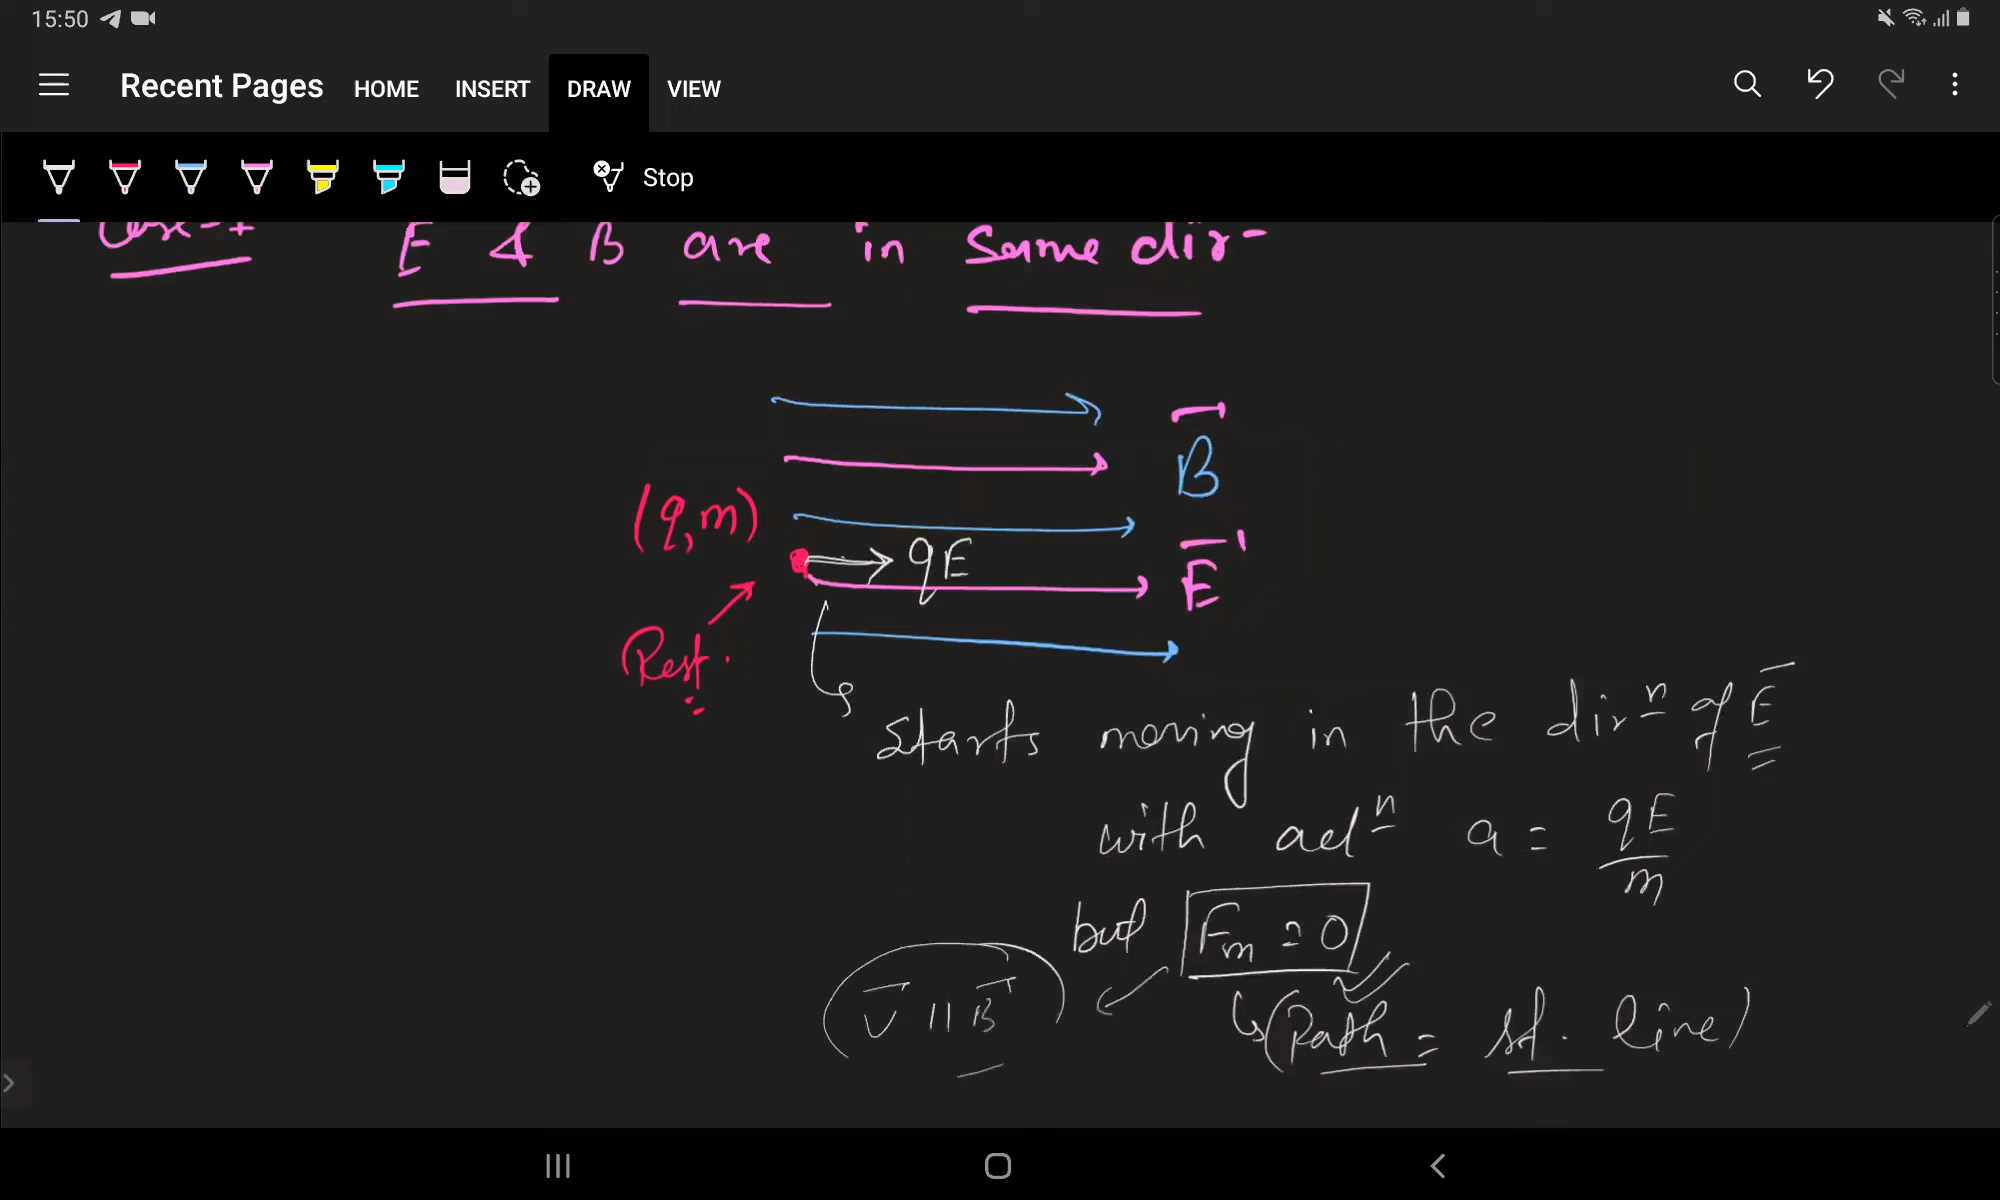 15:50
Recent Pages HOME INSERT DRAW VIEW
Stop
E & B are in Same dir-
B
(q,m)
qE
E
Rest.
Starts moving in the dirⁿ of E
with aclⁿ a = qE/m
but Fm = 0
V || B
(Path = st. line)